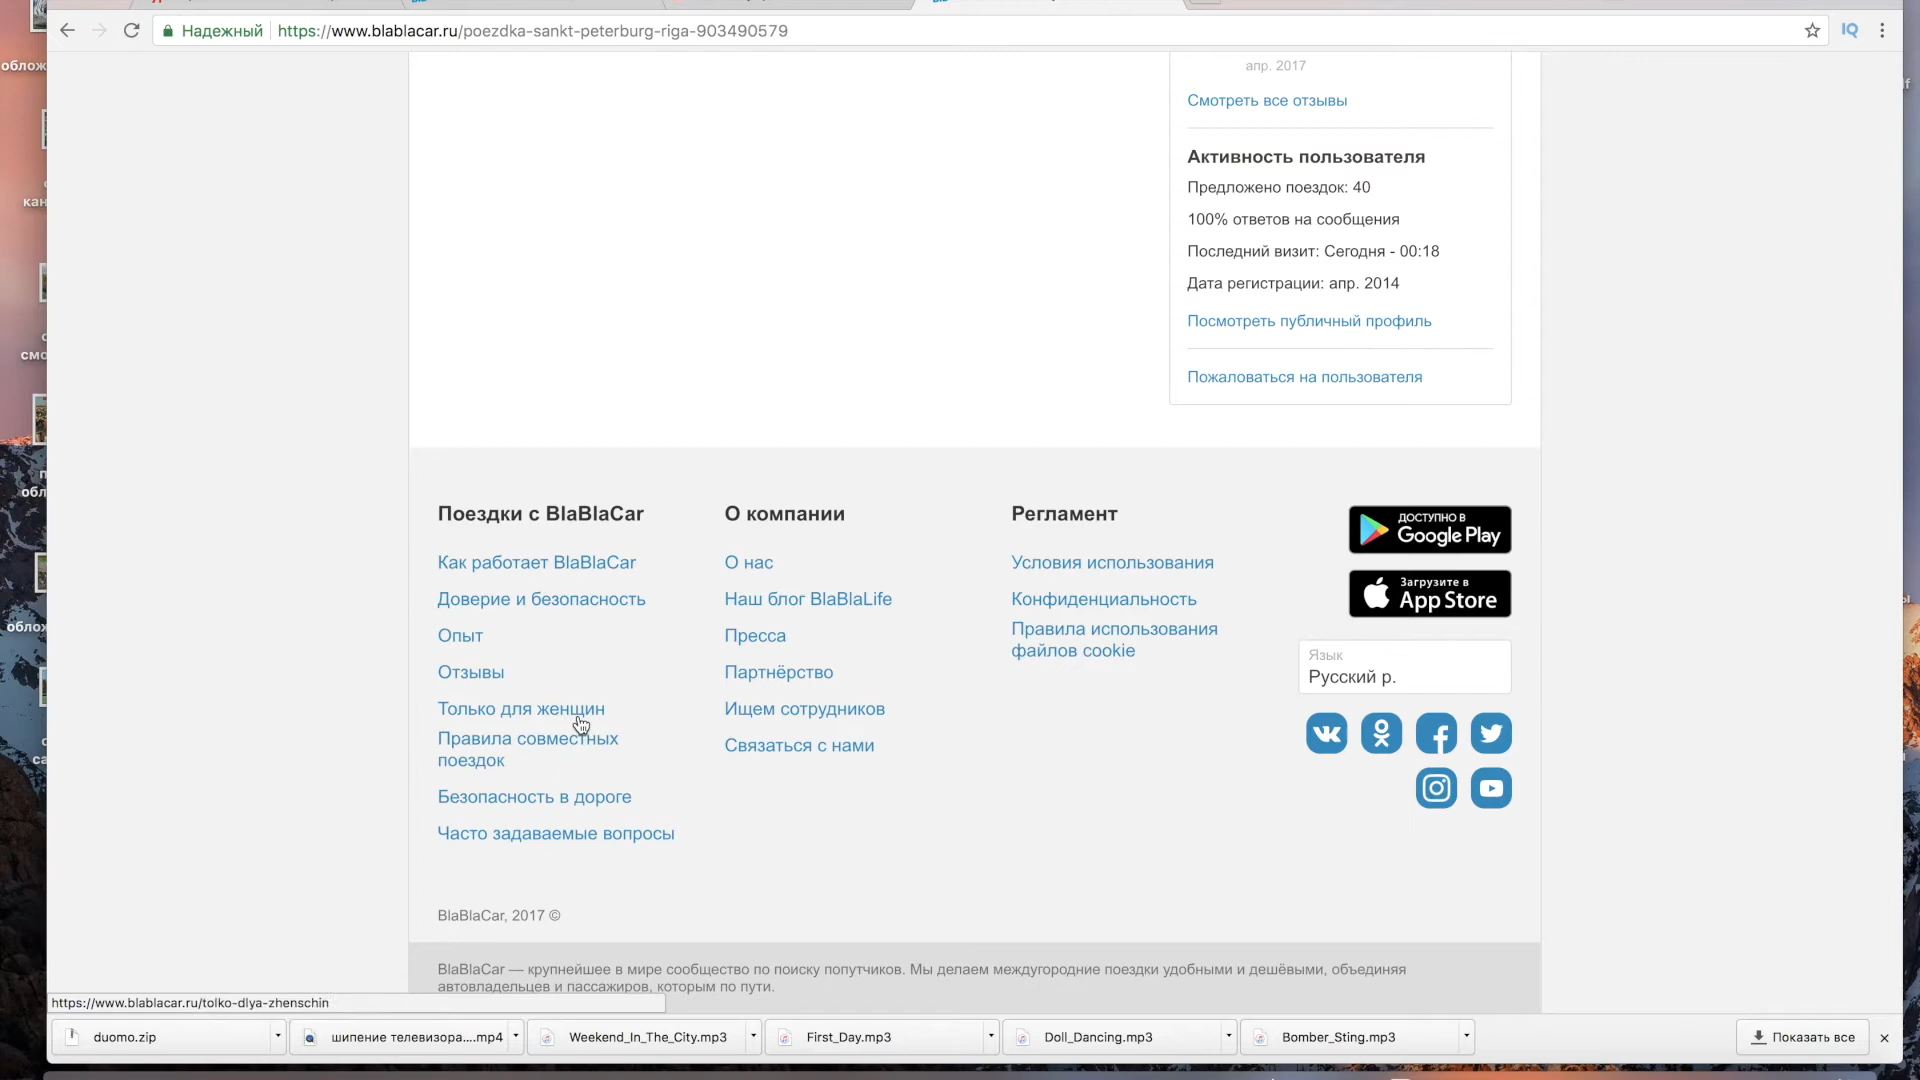 Надежный https://www.blablacar.ru/poezdka-sankt-peterburg-riga-903490579
IQ
апр. 2017
Смотреть все отзывы
Активность пользователя
Предложено поездок: 40
100% ответов на сообщения
Последний визит: Сегодня - 00:18
Дата регистрации: апр. 2014
Посмотреть публичный профиль
Пожаловаться на пользователя
Поездки с BlaBlaCar
Как работает BlaBlaCar
Доверие и безопасность
Опыт
Отзывы
Только для женщин
Правила совместных
поездок
Безопасность в дороге
Часто задаваемые вопросы
О компании
О нас
Наш блог BlaBlaLife
Пресса
Партнёрство
Ищем сотрудников
Связаться с нами
Регламент
Условия использования
Конфиденциальность
Правила использования
файлов cookie
ДОСТУПНО В
Google Play
Загрузите в
App Store
Язык
Русский р.
BlaBlaCar, 2017 ©
BlaBlaCar — крупнейшее в мире сообщество по поиску попутчиков. Мы делаем междугородние поездки удобными и дешёвыми, объединяя
автовладельцев и пассажиров, которым по пути.
https://www.blablacar.ru/tolko-dlya-zhenschin
duomo.zip
шипение телевизора....mp4
Weekend_In_The_City.mp3
First_Day.mp3
Doll_Dancing.mp3
Bomber_Sting.mp3
Показать все